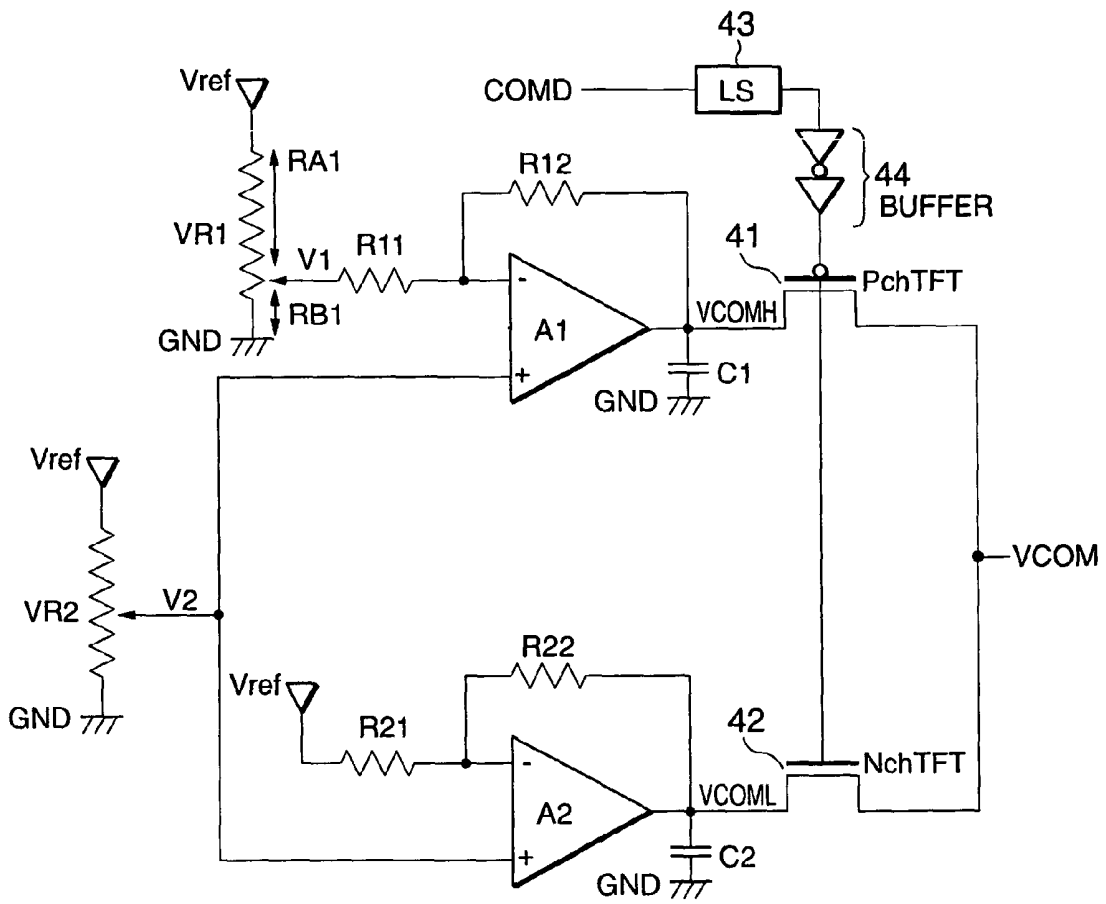 43
Vref
COMD
LS
RA1
R12
44
BUFFER
VR1
V1
R11
41
PchTFT
-
VCOMH
RB1
A1
GND
+
C1
GND
Vref
VCOM
V2
VR2
R22
Vref
R21
42
GND
NchTFT
-
VCOML
A2
+
C2
GND